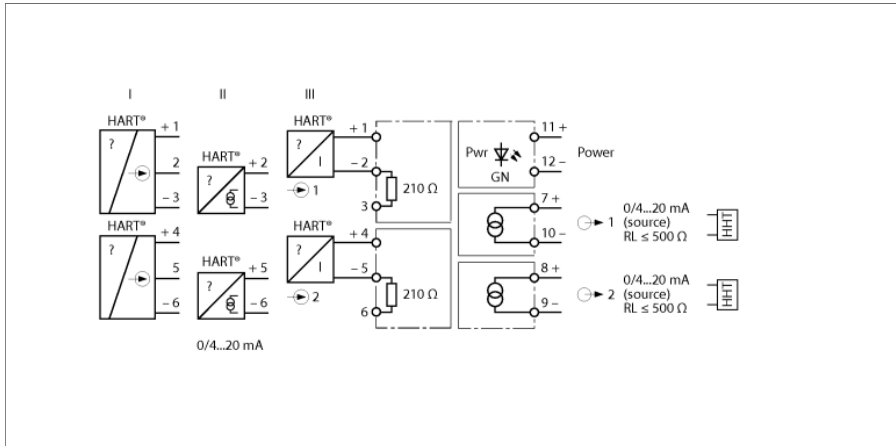 I
II
III
HART®
?
+ 1
2
– 3
HART®
?
+ 4
5
– 6
HART®
?
+ 2
– 3
HART®
?
+ 5
– 6
0/4...20 mA
HART®
?
I
+ 1
– 2
3
1
210 Ω
HART®
?
I
+ 4
– 5
6
2
210 Ω
Pwr
GN
11 +
12 –
Power
7 +
10 –
1
0/4...20 mA
(source)
RL ≤ 500 Ω
HHT
8 +
9 –
2
0/4...20 mA
(source)
RL ≤ 500 Ω
HHT